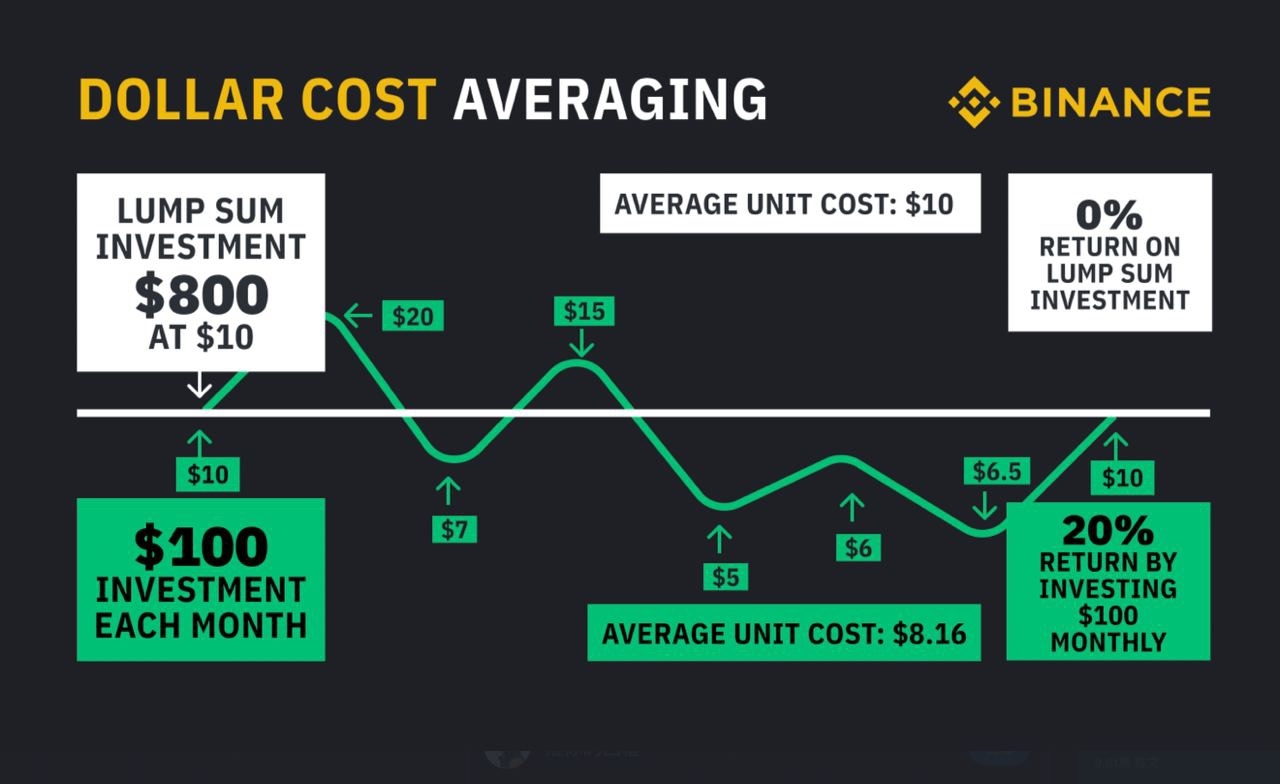 DOLLAR COST AVERAGING
BINANCE
LUMP SUM
INVESTMENT
$800
AT $10
AVERAGE UNIT COST: $10
0%
RETURN ON
LUMP SUM
INVESTMENT
$20
$15
$10
$7
$5
$6
$6.5
$10
$100
INVESTMENT
EACH MONTH
AVERAGE UNIT COST: $8.16
20%
RETURN BY
INVESTING
$100
MONTHLY